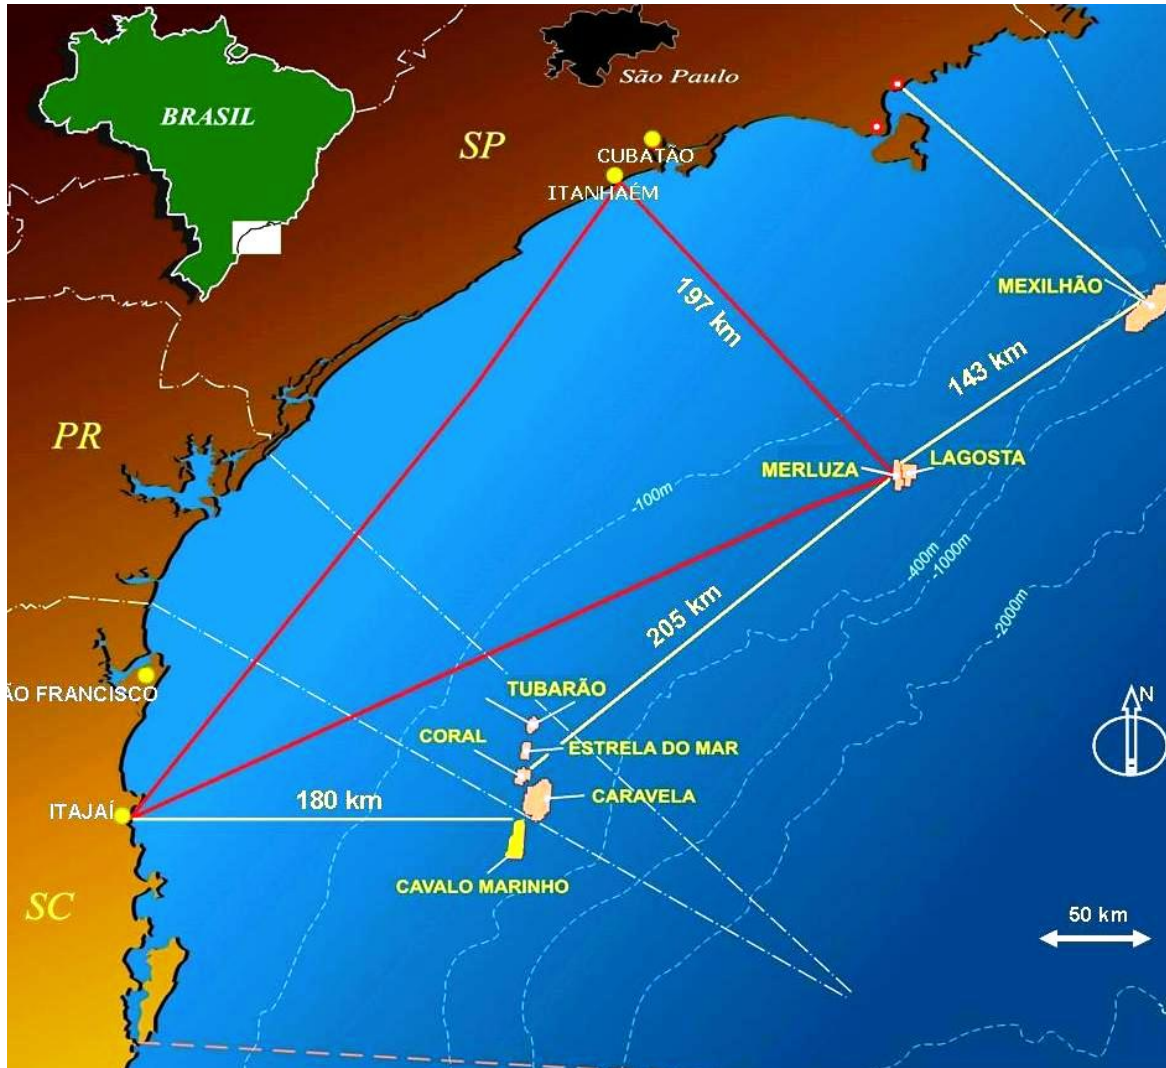 BRASIL
São Paulo
SP
CUBATÃO
ITANHAÉM
MEXILHÃO
197 km
143 km
PR
MERLUZA
LAGOSTA
-100m
-400m
-1000m
-2000m
205 km
ÃO FRANCISCO
TUBARÃO
N
CORAL
ESTRELA DO MAR
180 km
CARAVELA
ITAJAÍ
CAVALO MARINHO
SC
50 km